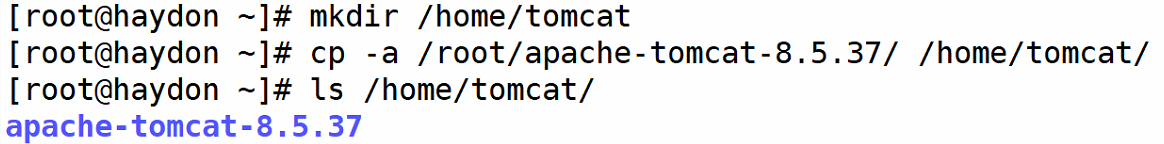 [root@haydon ~]# mkdir /home/tomcat
[root@haydon ~]# cp -a /root/apache-tomcat-8.5.37/ /home/tomcat/
[root@haydon ~]# ls /home/tomcat/
apache-tomcat-8.5.37